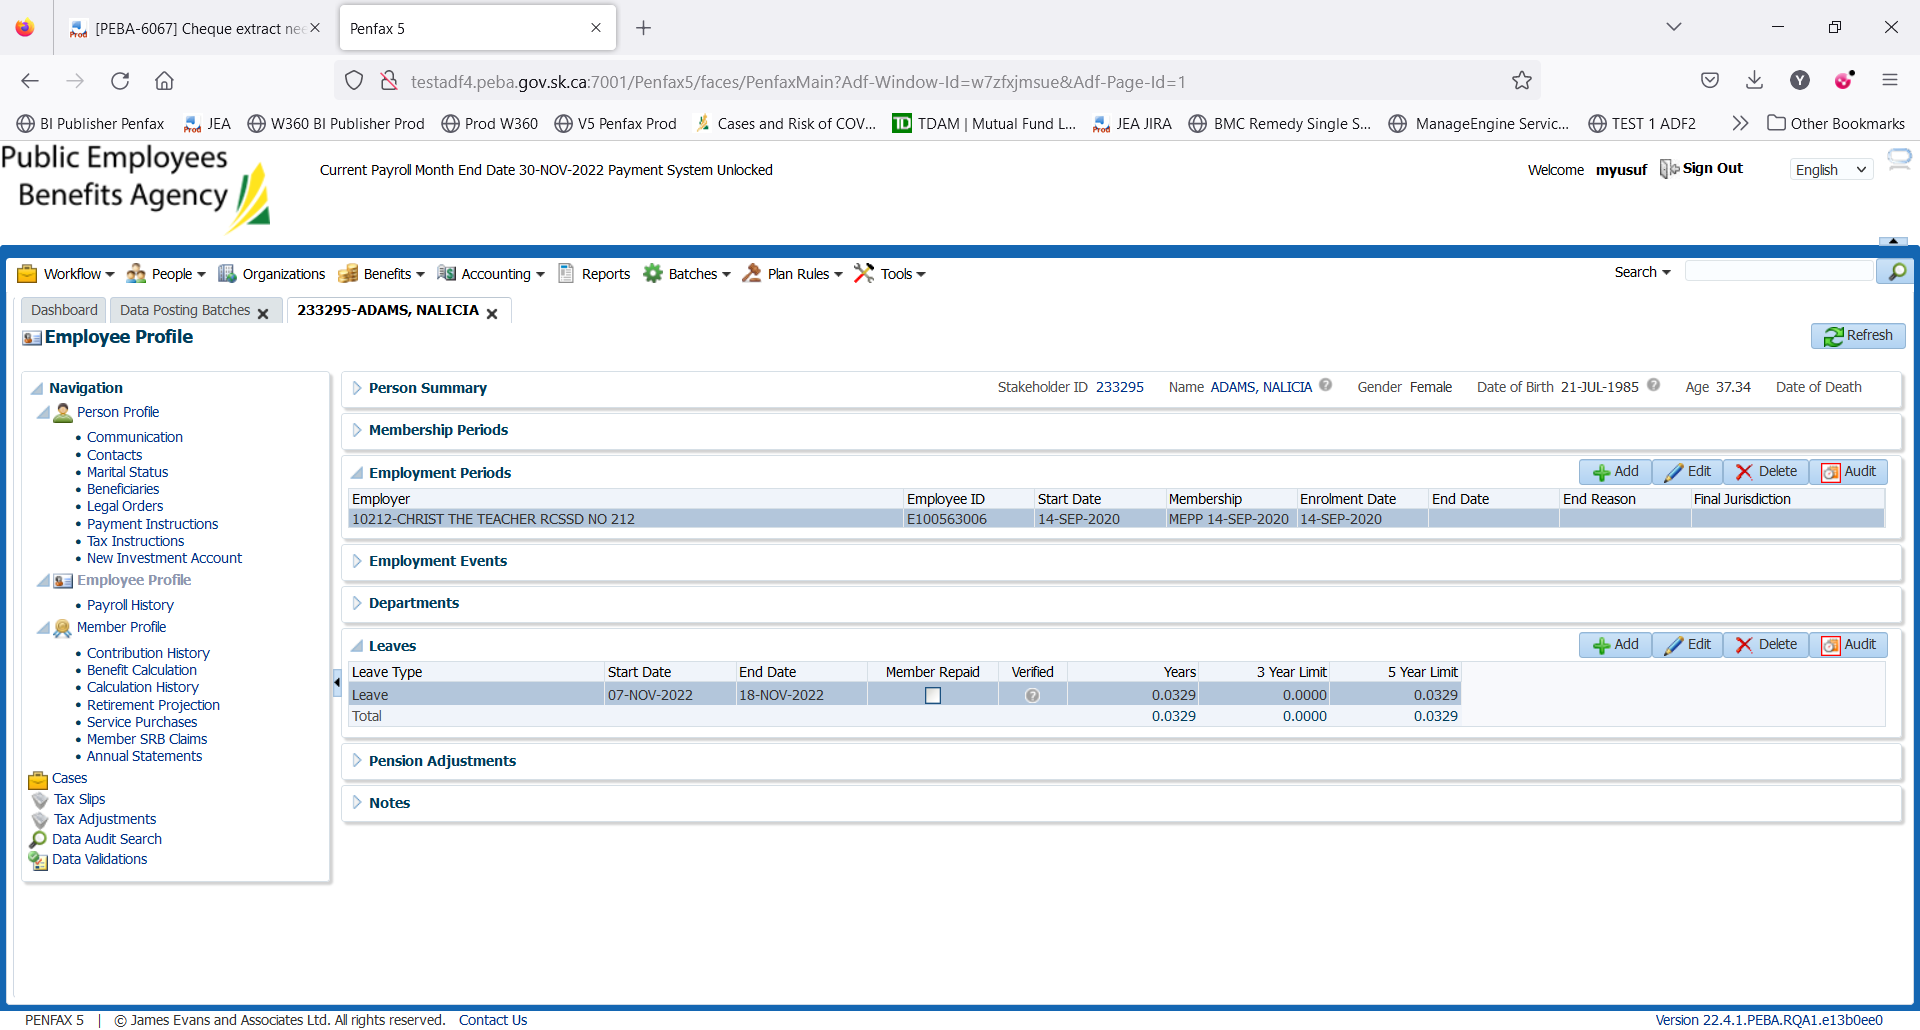 [PEBA-6067] Cheque extract nee
Penfax 5
testadf4.peba.gov.sk.ca:7001/Penfax5/faces/PenfaxMain?Adf-Window-Id=w7zfxjmsue&Adf-Page-Id=1
Y
BI Publisher Penfax
Prod
JEA
W360 BI Publisher Prod
Prod W360
V5 Penfax Prod
Cases and Risk of COV...
TDAM | Mutual Fund L...
JEA JIRA
BMC Remedy Single S...
ManageEngine Servic...
TEST 1 ADF2
Other Bookmarks
Public Employees
Benefits Agency
Current Payroll Month End Date 30-NOV-2022 Payment System Unlocked
Welcome myusuf Sign Out English
Workflow People Organizations Benefits Accounting Reports Batches Plan Rules Tools Search
Dashboard Data Posting Batches 233295-ADAMS, NALICIA
Employee Profile
Refresh
Navigation
Person Profile
Communication
Contacts
Marital Status
Beneficiaries
Legal Orders
Payment Instructions
Tax Instructions
New Investment Account
Employee Profile
Payroll History
Member Profile
Contribution History
Benefit Calculation
Calculation History
Retirement Projection
Service Purchases
Member SRB Claims
Annual Statements
Cases
Tax Slips
Tax Adjustments
Data Audit Search
Data Validations
Person Summary Stakeholder ID 233295 Name ADAMS, NALICIA Gender Female Date of Birth 21-JUL-1985 Age 37.34 Date of Death
Membership Periods
Employment Periods Add Edit Delete Audit
Employer Employee ID Start Date Membership Enrolment Date End Date End Reason Final Jurisdiction
10212-CHRIST THE TEACHER RCSSD NO 212 E100563006 14-SEP-2020 MEPP 14-SEP-2020 14-SEP-2020
Employment Events
Departments
Leaves Add Edit Delete Audit
Leave Type Start Date End Date Member Repaid Verified Years 3 Year Limit 5 Year Limit
Leave 07-NOV-2022 18-NOV-2022 0.0329 0.0000 0.0329
Total 0.0329 0.0000 0.0329
Pension Adjustments
Notes
PENFAX 5 | © James Evans and Associates Ltd. All rights reserved. Contact Us
Version 22.4.1.PEBA.RQA1.e13b0ee0